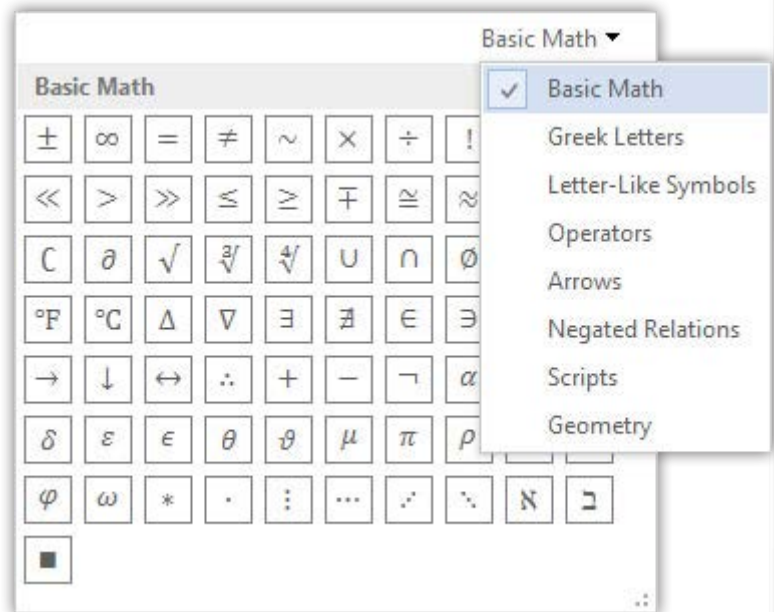 Basic Math
Basic Math
Basic Math
Greek Letters
Letter-Like Symbols
Operators
Arrows
Negated Relations
Scripts
Geometry
± ∞ = ≠ ~ × ÷ !
≪ > ≫ ≤ ≥ ∓ ≅ ≈
∁ ∂ √ ∛ ∜ ∪ ∩ ∅
°F °C ∆ ∇ ∃ ∄ ∈ ∋
→ ↓ ↔ ∴ + − ¬ α
δ ε ϵ θ ϑ μ π ρ
φ ω ∗ ∙ ⋮ ⋯ ⋰ ⋱ ℵ ℶ
∎